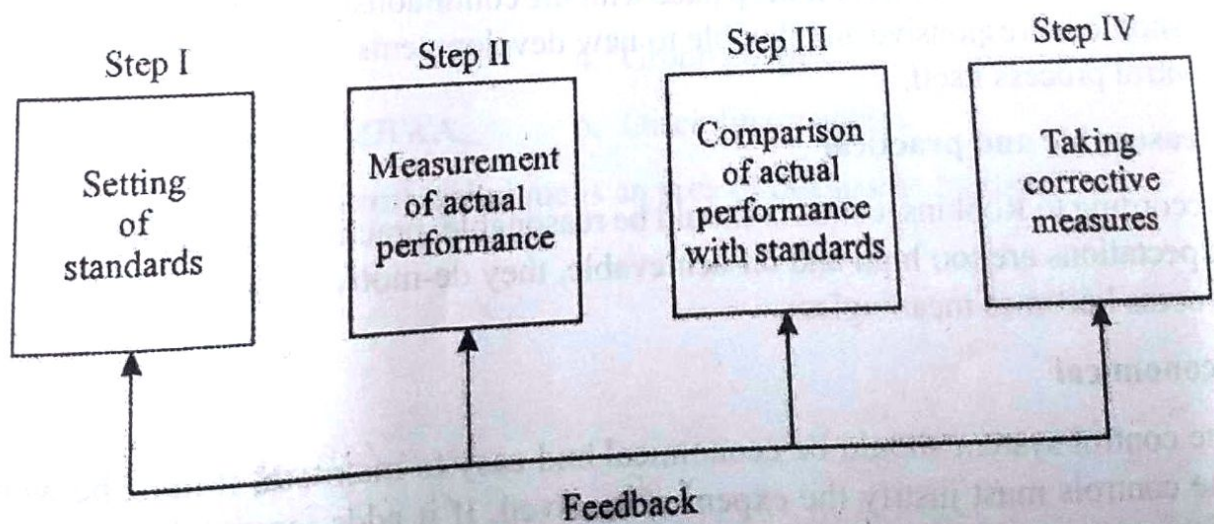 Step I
Setting
of
standards
Step II
Measurement
of actual
performance
Step III
Comparison
of actual
performance
with standards
Step IV
Taking
corrective
measures
Feedback